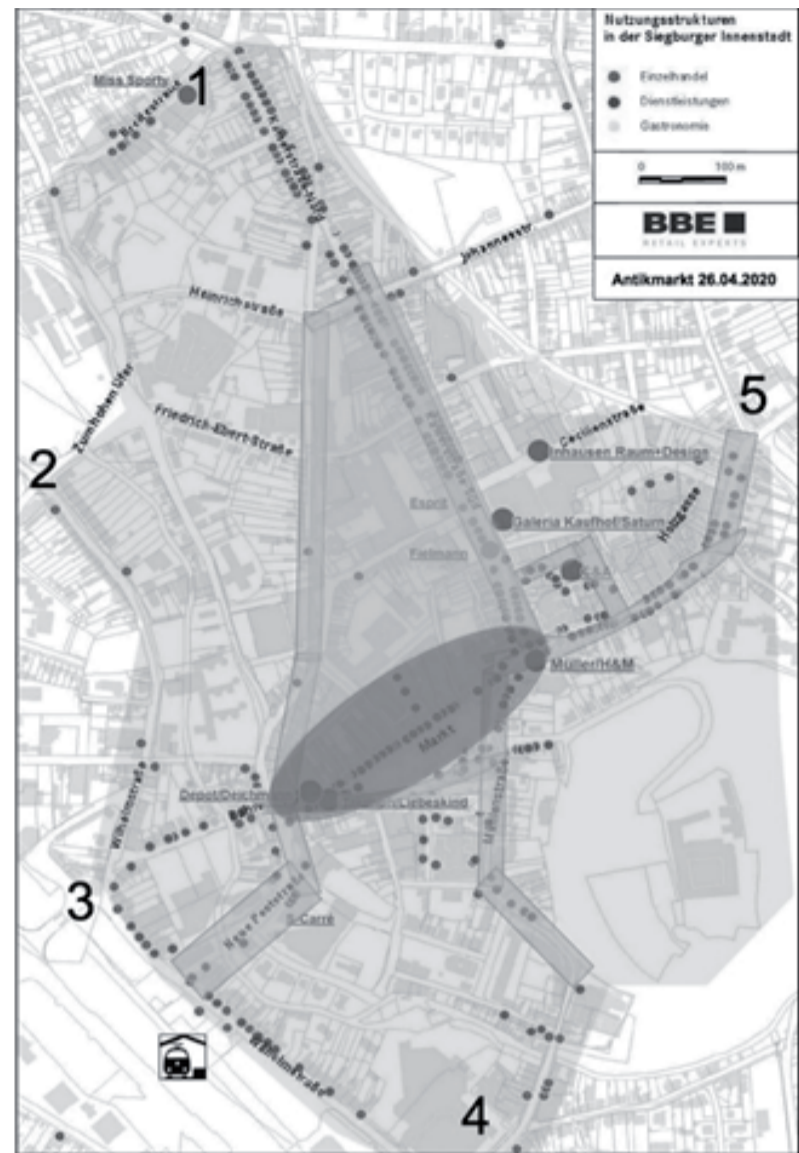 Nutzungsstrukturen
in der Siegburger Innenstadt
Einzelhandel
Dienstleistungen
Gastronomie
0 100 m
BBE
RETAIL EXPERTS
Antikmarkt 26.04.2020
Miss Sporty
1
Johannesstr
Heinrichstraße
Zum hohen Ufer
Friedrich-Ebert-Straße
5
Cecilienstraße
2
Inhausen Raum+Design
Esprit
Galeria Kaufhof/Saturn
Holzgasse
Fielmann
Müller/H&M
Markt
Depot/Deichmann
Liebeskind
Wilhelmstraße
3
Neue Poststraße
S-Carré
Wilhelmstraße
4